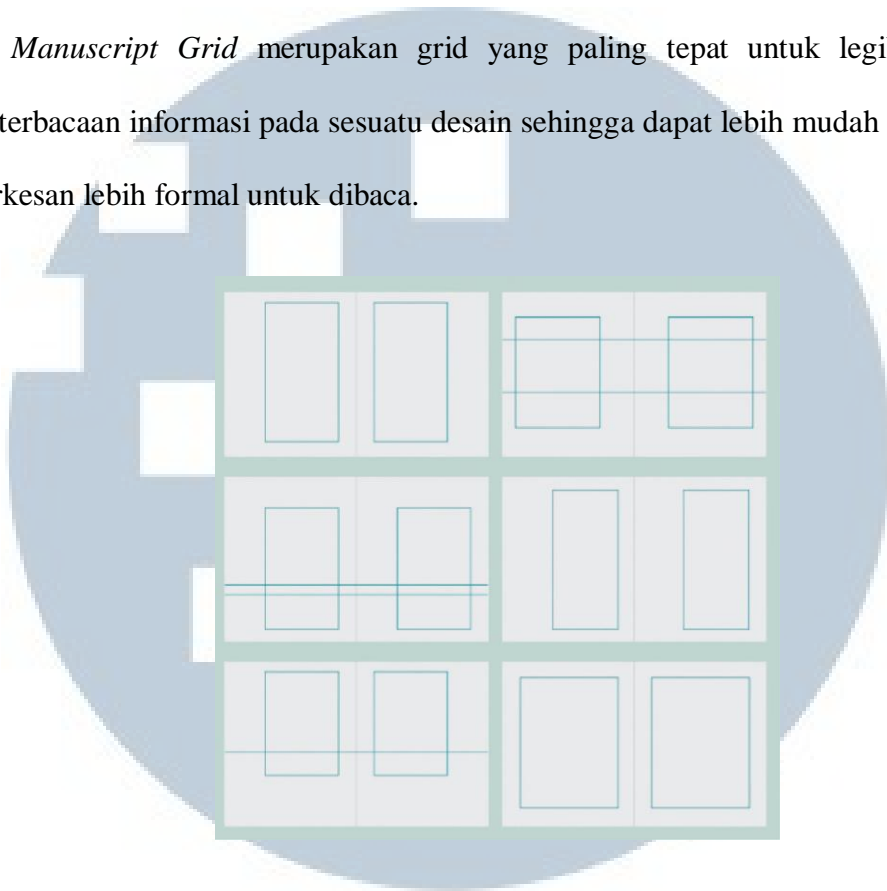 Manuscript Grid merupakan grid yang paling tepat untuk legi
terbacaan informasi pada sesuatu desain sehingga dapat lebih mudah
rkesan lebih formal untuk dibaca.